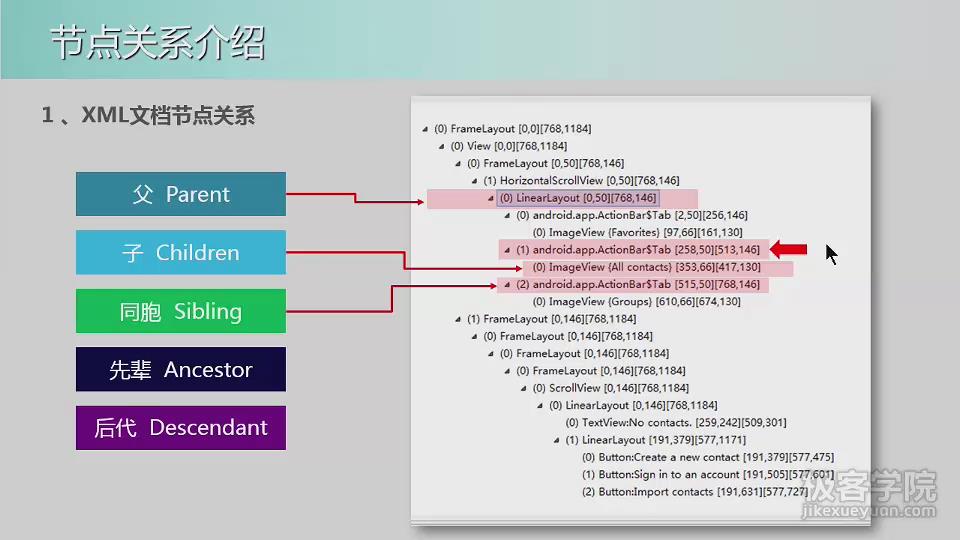 节点关系介绍
1、XML文档节点关系
父 Parent
子 Children
同胞 Sibling
先辈 Ancestor
后代 Descendant
(0) FrameLayout [0,0][768,1184]
(0) View [0,0][768,1184]
(0) FrameLayout [0,50][768,146]
(1) HorizontalScrollView [0,50][768,146]
(0) LinearLayout [0,50][768,146]
(0) android.app.ActionBar$Tab [2,50][256,146]
(0) ImageView {Favorites} [97,66][161,130]
(1) android.app.ActionBar$Tab [258,50][513,146]
(0) ImageView {All contacts} [353,66][417,130]
(2) android.app.ActionBar$Tab [515,50][768,146]
(0) ImageView {Groups} [610,66][674,130]
(1) FrameLayout [0,146][768,1184]
(0) FrameLayout [0,146][768,1184]
(0) FrameLayout [0,146][768,1184]
(0) FrameLayout [0,146][768,1184]
(0) ScrollView [0,146][768,1184]
(0) LinearLayout [0,146][768,1184]
(0) TextView:No contacts. [259,242][509,301]
(1) LinearLayout [191,379][577,1171]
(0) Button:Create a new contact [191,379][577,475]
(1) Button:Sign in to an account [191,505][577,601]
(2) Button:Import contacts [191,631][577,727]
极客学院
jikexueyuan.com